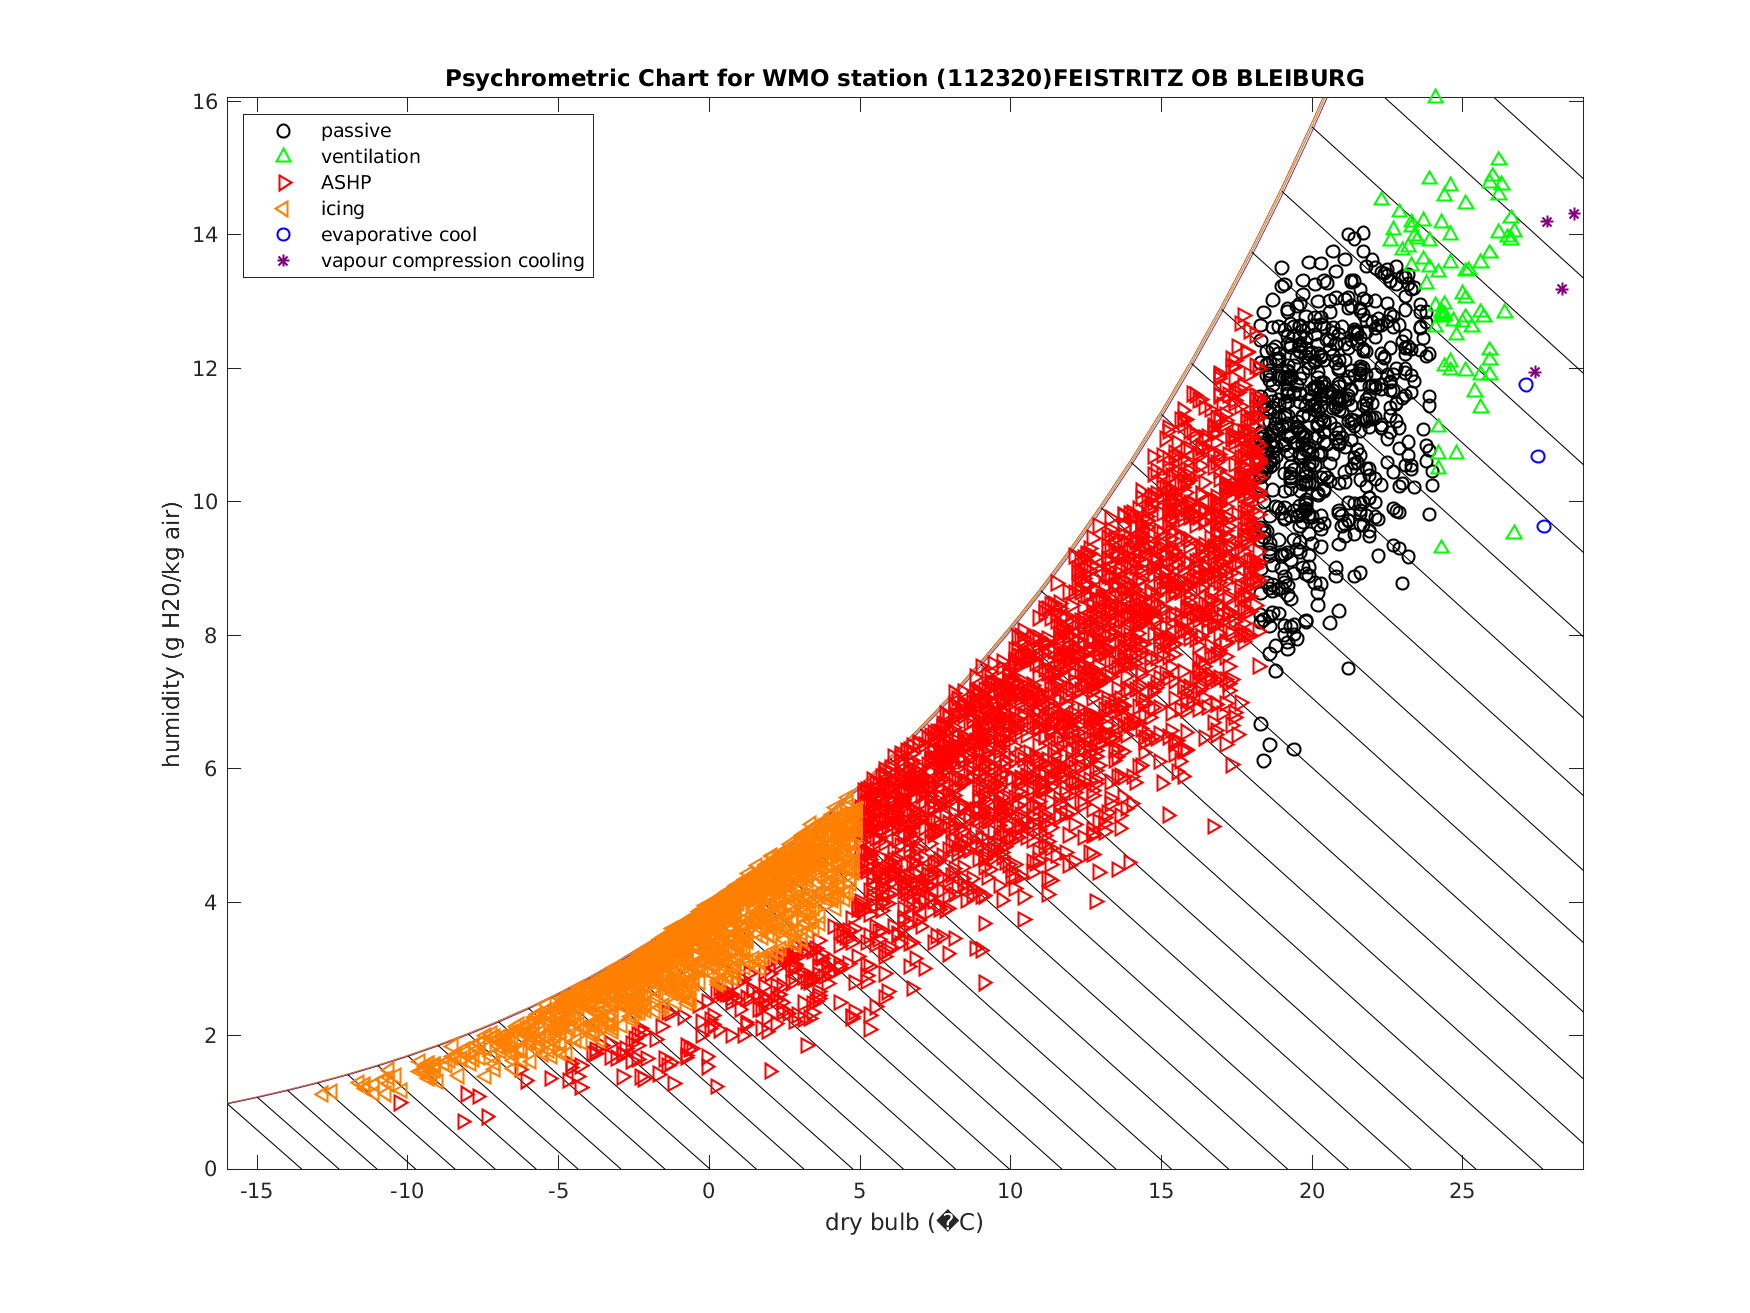 Psychrometric Chart for WMO station (112320)FEISTRITZ OB BLEIBURG
16
14
12
10
8
6
4
2
0
humidity (g H20/kg air)
passive
ventilation
ASHP
icing
evaporative cool
vapour compression cooling
-15 -10 -5 0 5 10 15 20 25
dry bulb (�C)